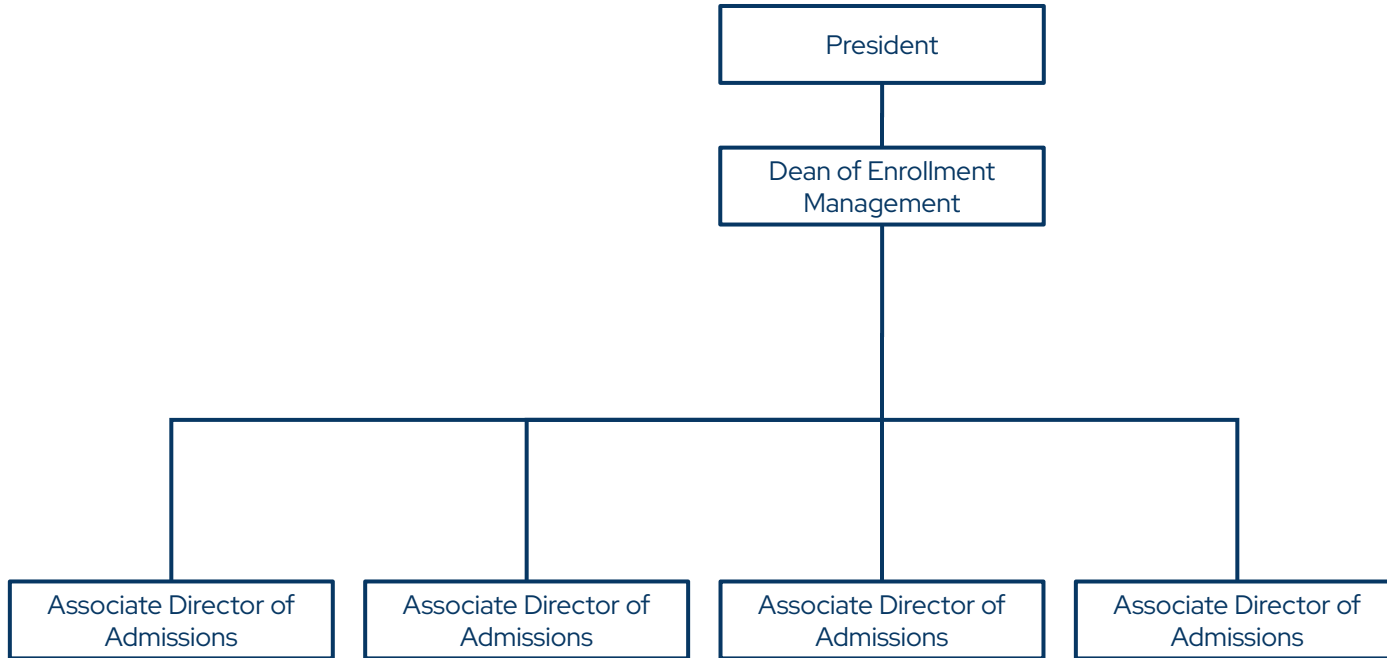 President
Dean of Enrollment
Management
Associate Director of
Admissions
Associate Director of
Admissions
Associate Director of
Admissions
Associate Director of
Admissions